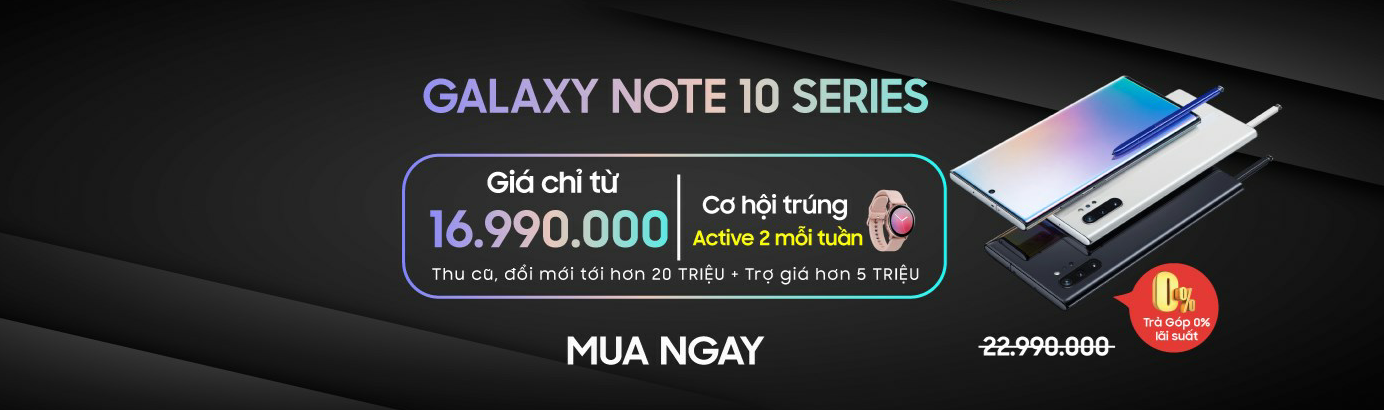 GALAXY NOTE 10 SERIES
Giá chỉ từ
16.990.000
Cơ hội trúng
Active 2 mỗi tuần
Thu cũ, đổi mới tới hơn 20 TRIỆU + Trợ giá hơn 5 TRIỆU
MUA NGAY
0%
Trả Góp 0%
lãi suất
22.990.000